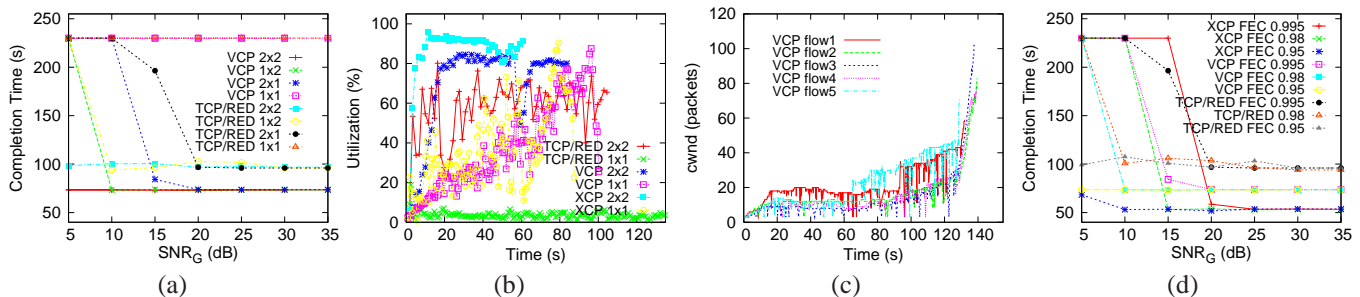 Completion Time (s)
250
200
150
100
50
5 10 15 20 25 30 35
SNR_G (dB)
VCP 2x2
VCP 1x2
VCP 2x1
VCP 1x1
TCP/RED 2x2
TCP/RED 1x2
TCP/RED 2x1
TCP/RED 1x1
(a)
Utilization (%)
100
80
60
40
20
0
0 20 40 60 80 100 120
Time (s)
TCP/RED 2x2
TCP/RED 1x1
VCP 2x2
VCP 1x1
XCP 2x2
XCP 1x1
(b)
cwnd (packets)
120
100
80
60
40
20
0
0 20 40 60 80 100 120 140
Time (s)
VCP flow1
VCP flow2
VCP flow3
VCP flow4
VCP flow5
(c)
Completion Time (s)
250
200
150
100
50
5 10 15 20 25 30 35
SNR_G (dB)
XCP FEC 0.995
XCP FEC 0.98
XCP FEC 0.95
VCP FEC 0.995
VCP FEC 0.98
VCP FEC 0.95
TCP/RED FEC 0.995
TCP/RED FEC 0.98
TCP/RED FEC 0.95
(d)